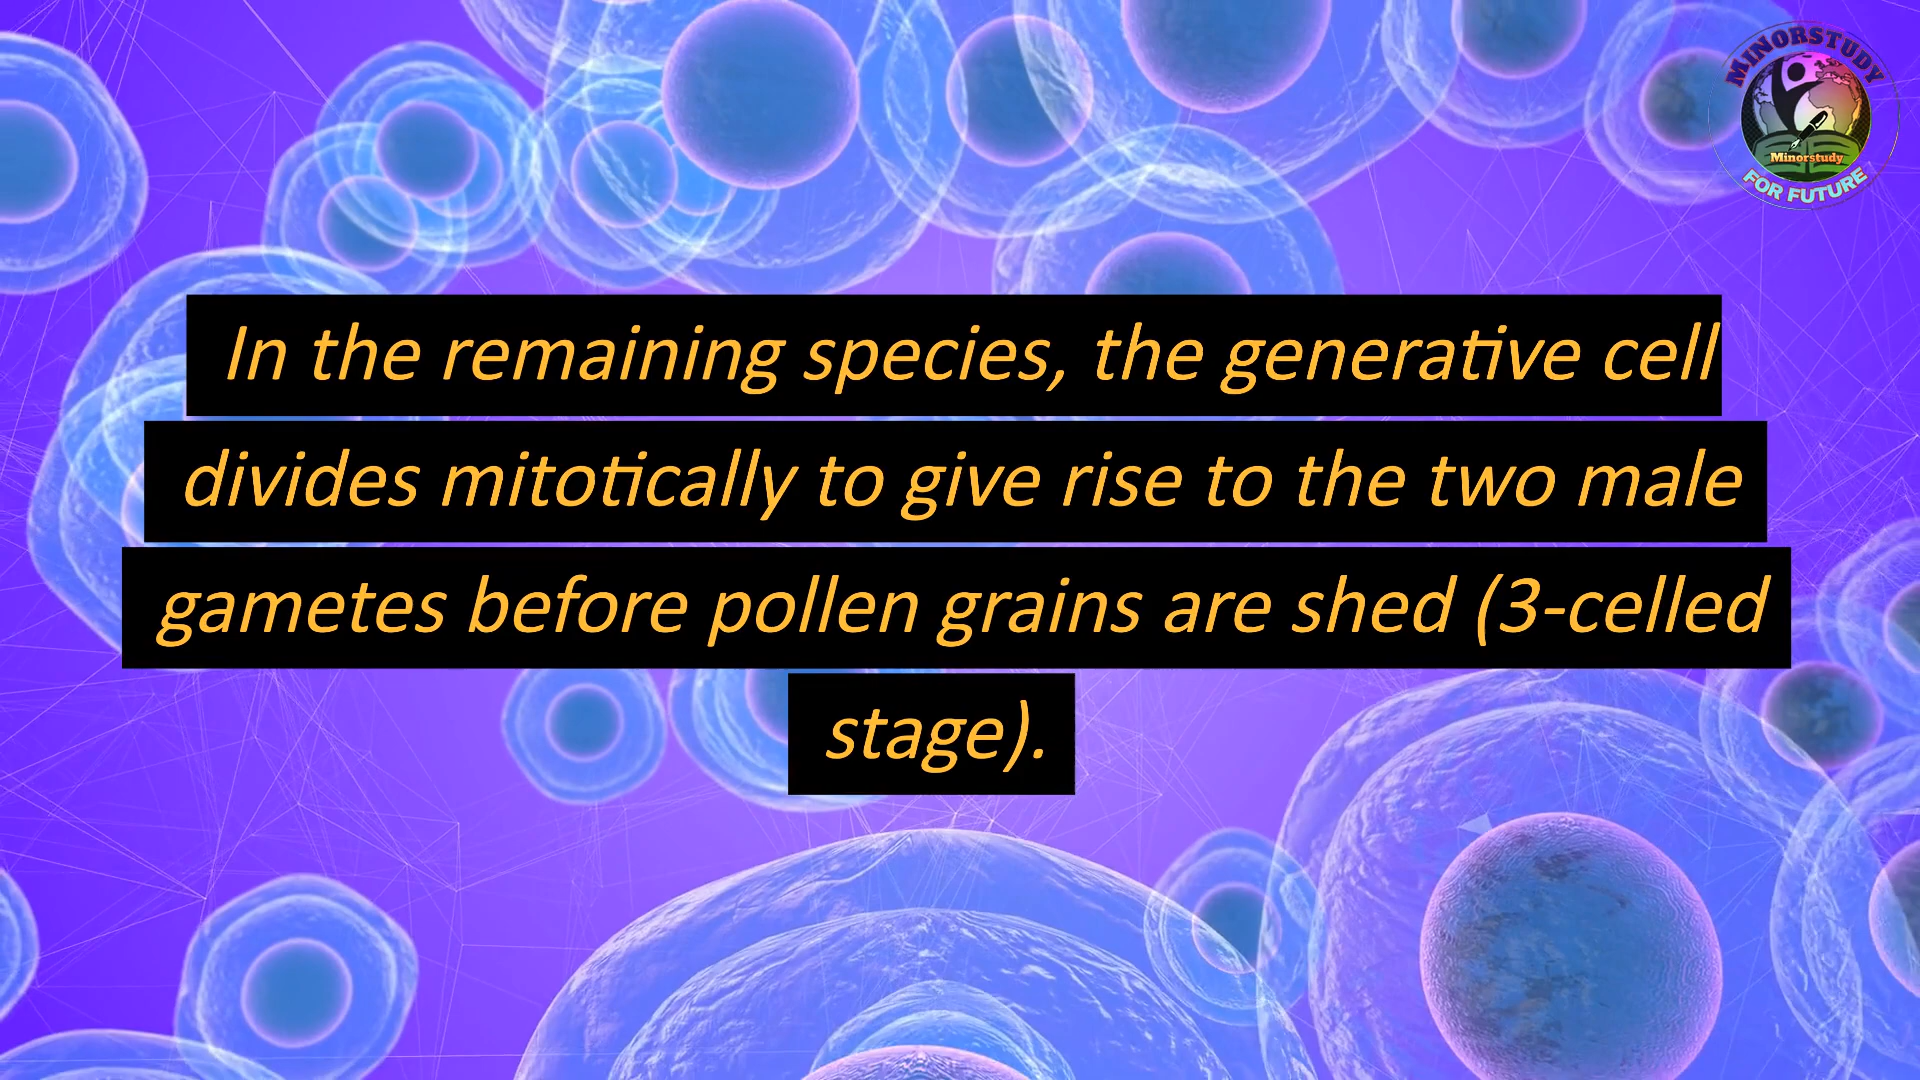 MINORSTUDY
Minorstudy
FOR FUTURE
In the remaining species, the generative cell
divides mitotically to give rise to the two male
gametes before pollen grains are shed (3-celled
stage).